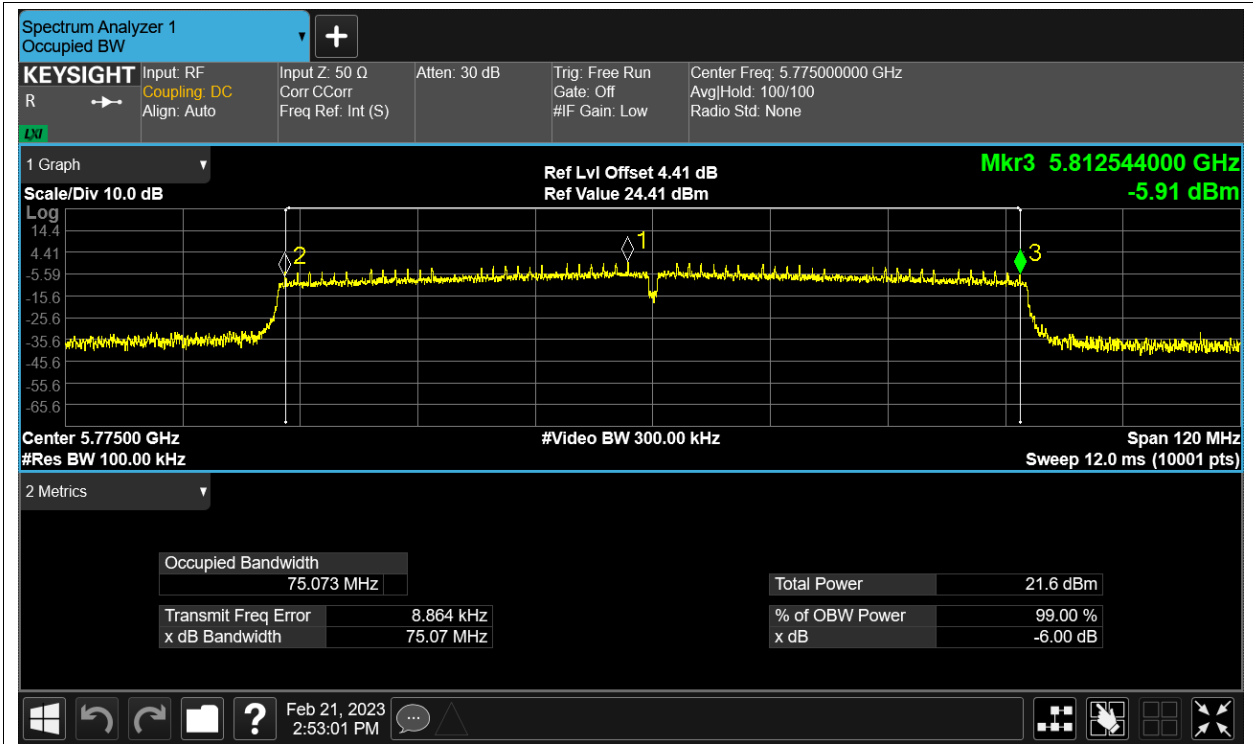 Spectrum Analyzer 1
Occupied BW
KEYSIGHT
R
LXI
Input: RF
Coupling: DC
Align: Auto
Input Z: 50 Ω
Corr CCorr
Freq Ref: Int (S)
Atten: 30 dB
Trig: Free Run
Gate: Off
#IF Gain: Low
Center Freq: 5.775000000 GHz
Avg|Hold: 100/100
Radio Std: None
1 Graph
Scale/Div 10.0 dB
Ref Lvl Offset 4.41 dB
Ref Value 24.41 dBm
Mkr3 5.812544000 GHz
-5.91 dBm
Log
14.4
4.41
-5.59
-15.6
-25.6
-35.6
-45.6
-55.6
-65.6
2
1
3
Center 5.77500 GHz
#Res BW 100.00 kHz
#Video BW 300.00 kHz
Span 120 MHz
Sweep 12.0 ms (10001 pts)
2 Metrics
Occupied Bandwidth
75.073 MHz
Transmit Freq Error 8.864 kHz
x dB Bandwidth 75.07 MHz
Total Power 21.6 dBm
% of OBW Power 99.00 %
x dB -6.00 dB
?
Feb 21, 2023
2:53:01 PM